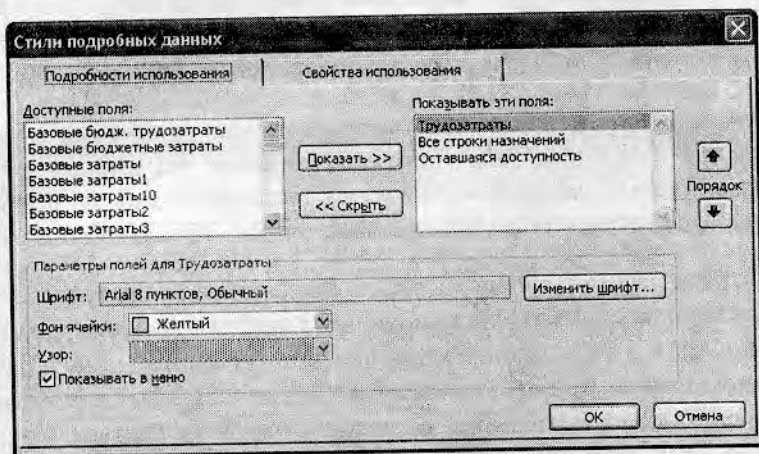 Стили подробных данных
Подробности использования
Свойства использования
Доступные поля:
Базовые бюдж. трудозатраты
Базовые бюджетные затраты
Базовые затраты
Базовые затраты1
Базовые затраты10
Базовые затраты2
Базовые затраты3
Показать >>
<< Скрыть
Показывать эти поля:
Трудозатраты
Все строки назначений
Оставшаяся доступность
Порядок
Параметры полей для Трудозатраты
Шрифт: Arial 8 пунктов, Обычный
Изменить шрифт...
Фон ячейки: Желтый
Узор:
Показывать в меню
ОК
Отмена